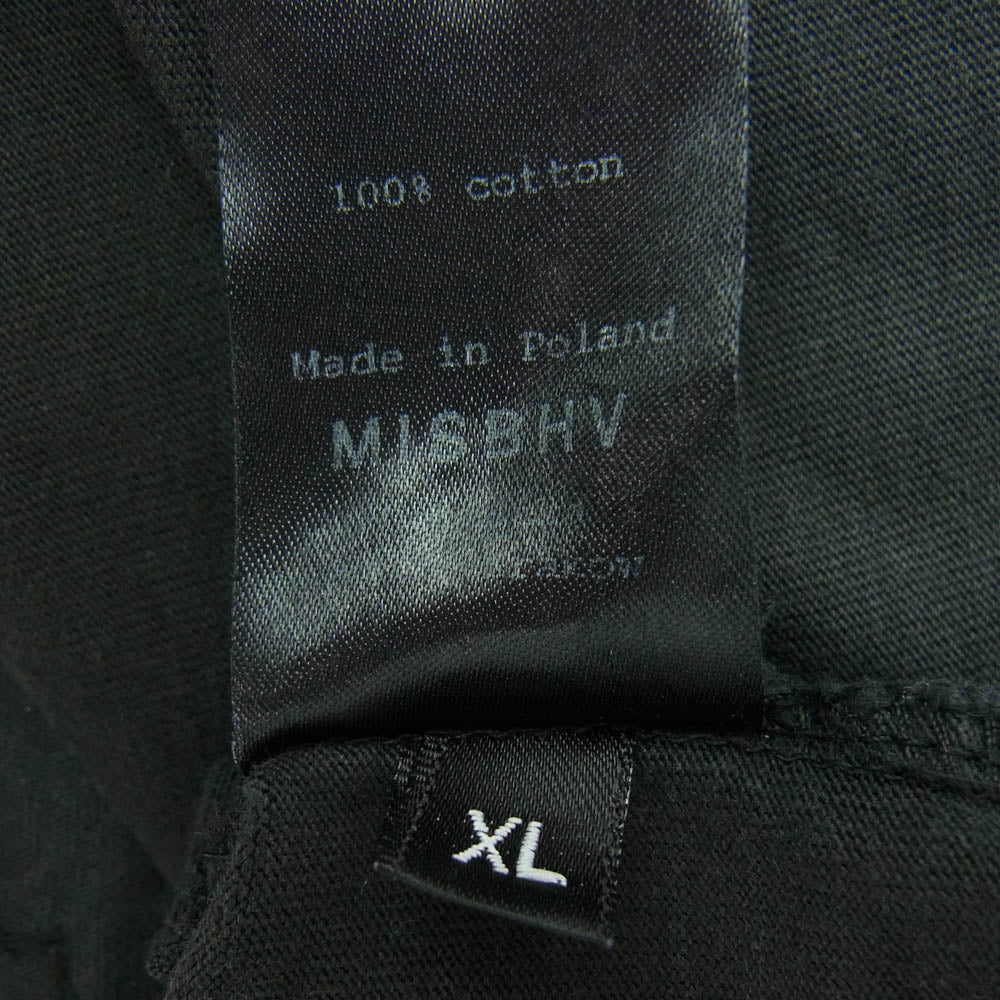 100% cotton
Made in Poland
MISBHV
XL